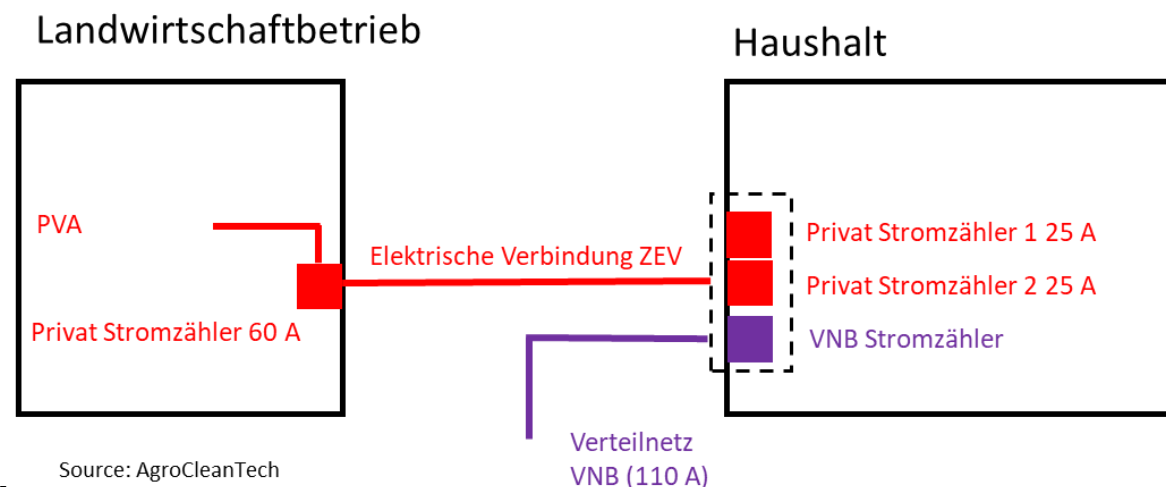 Landwirtschaftbetrieb
Haushalt
PVA
Elektrische Verbindung ZEV
Privat Stromzähler 1 25 A
Privat Stromzähler 2 25 A
Privat Stromzähler 60 A
VNB Stromzähler
Verteilnetz
VNB (110 A)
Source: AgroCleanTech